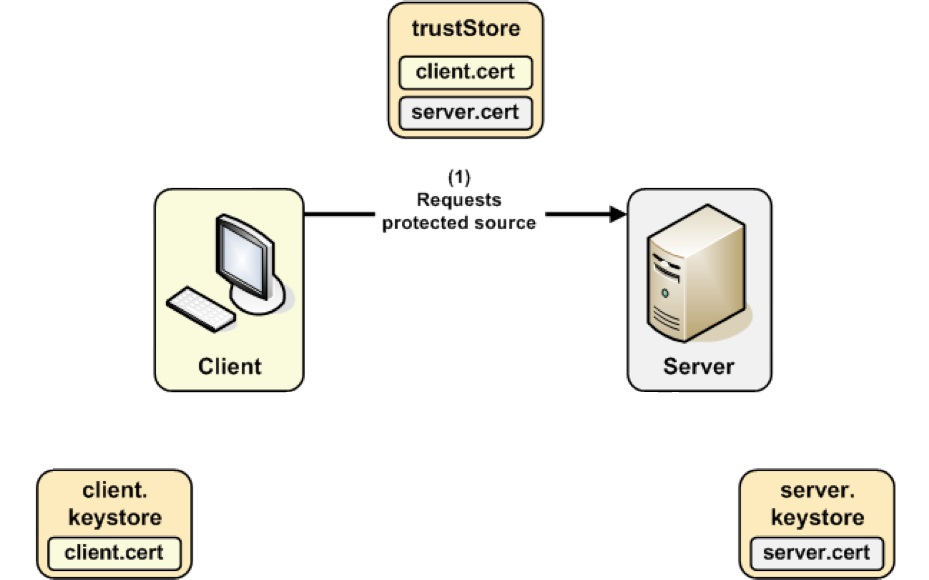 trustStore
client.cert
server.cert
(1)
Requests
protected source
Client
Server
client.
keystore
client.cert
server.
keystore
server.cert